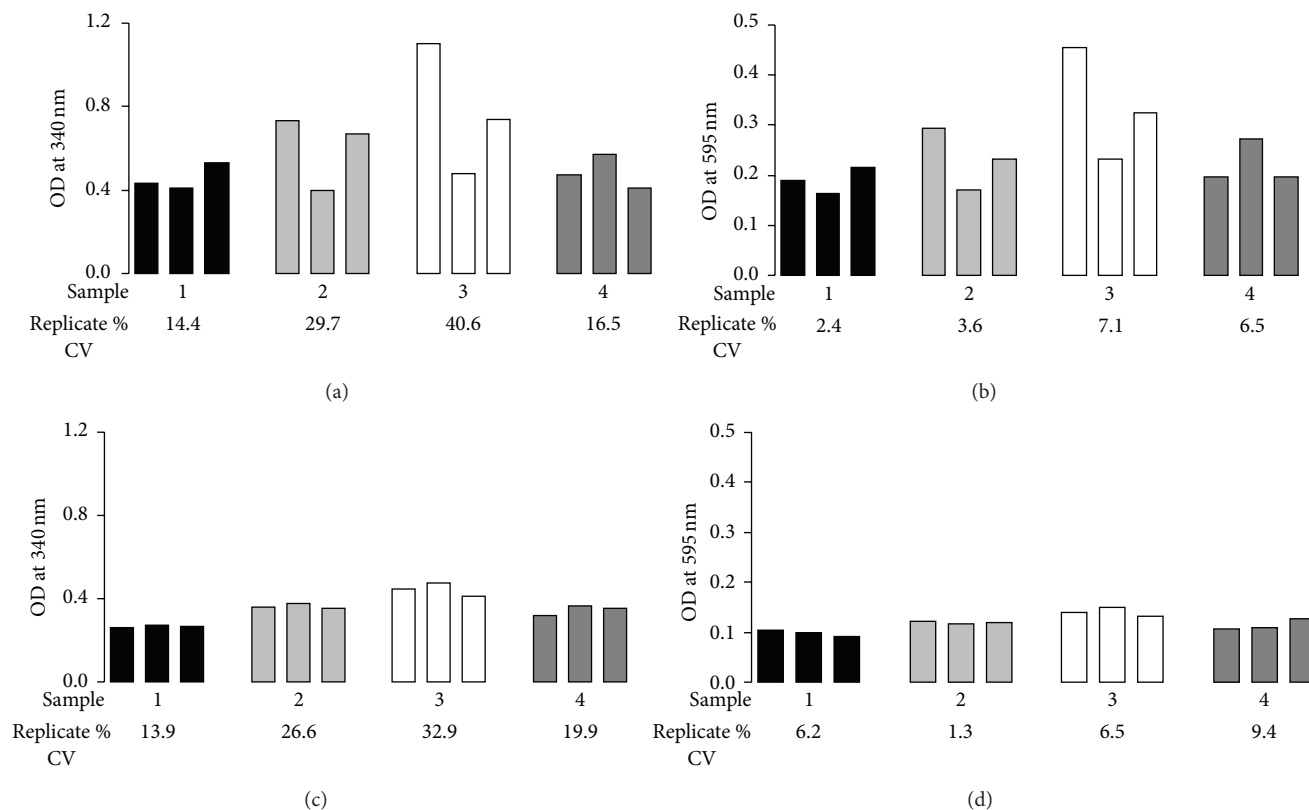 1.2
0.8
0.4
0.0
OD at 340 nm
Sample 1 2 3 4
Replicate % 14.4 29.7 40.6 16.5
CV
(a)
0.5
0.4
0.3
0.2
0.1
0.0
OD at 595 nm
Sample 1 2 3 4
Replicate % 2.4 3.6 7.1 6.5
CV
(b)
1.2
0.8
0.4
0.0
OD at 340 nm
Sample 1 2 3 4
Replicate % 13.9 26.6 32.9 19.9
CV
(c)
0.5
0.4
0.3
0.2
0.1
0.0
OD at 595 nm
Sample 1 2 3 4
Replicate % 6.2 1.3 6.5 9.4
CV
(d)